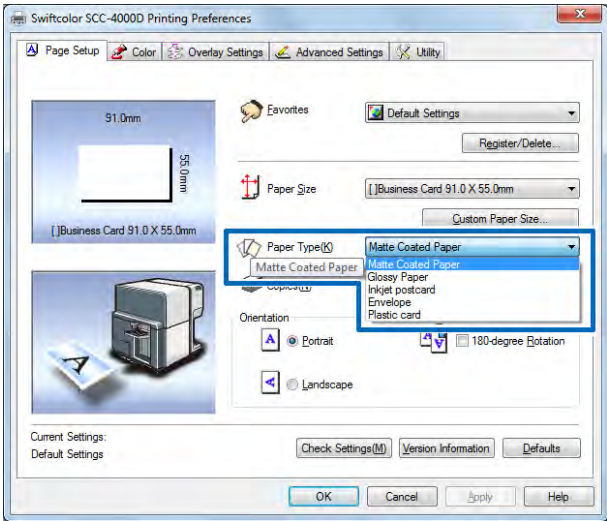 Swiftcolor SCC-4000D Printing Preferences
Page Setup Color Overlay Settings Advanced Settings Utility
91.0mm
55.0mm
[ ]Business Card 91.0 X 55.0mm
Favorites Default Settings
Register/Delete...
Paper Size [ ]Business Card 91.0 X 55.0mm
Custom Paper Size...
Paper Type(K) Matte Coated Paper
Matte Coated Paper
Matte Coated Paper
Glossy Paper
Inkjet postcard
Envelope
Plastic card
Copies(N)
Orientation
A Portrait
180-degree Rotation
A Landscape
Current Settings:
Default Settings
Check Settings(M) Version Information Defaults
OK Cancel Apply Help